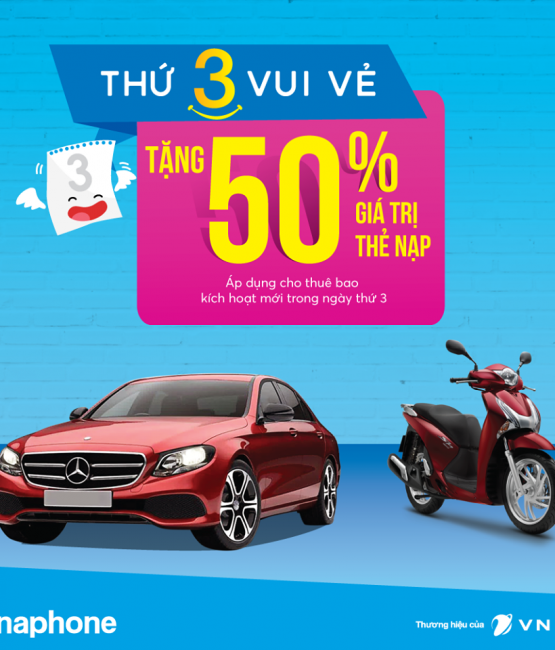 THỨ 3 VUI VẺ
3
TẶNG
50%
GIÁ TRỊ
THẺ NẠP
Áp dụng cho thuê bao
kích hoạt mới trong ngày thứ 3
naphone
Thương hiệu của VN